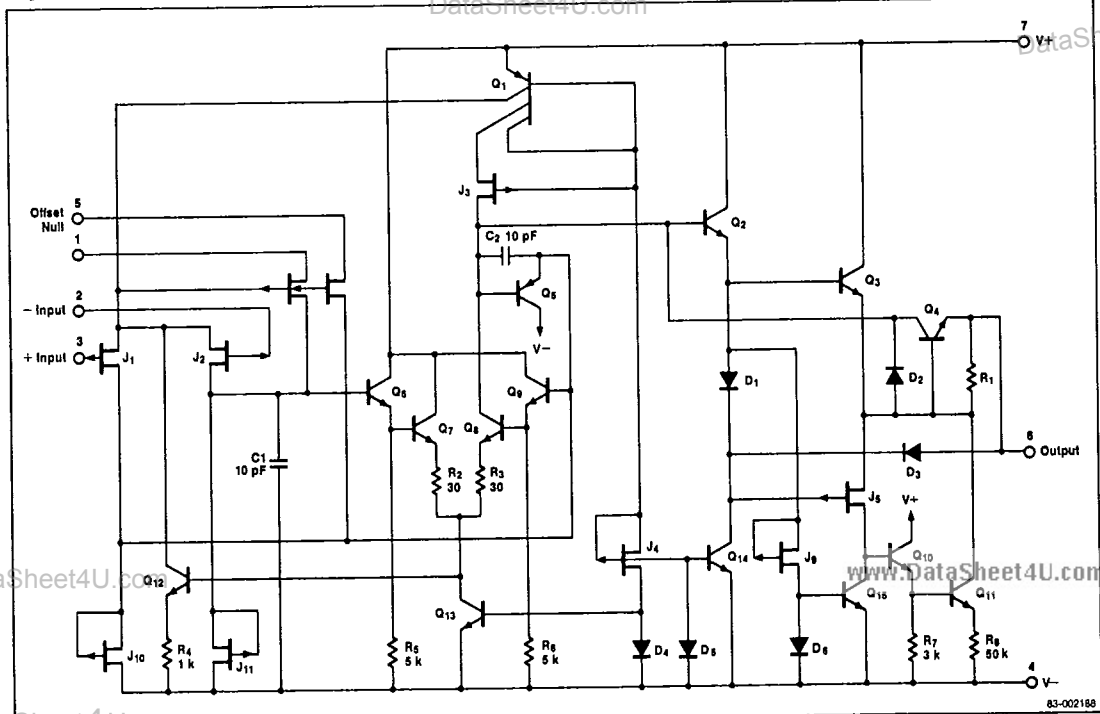 DataSheet4U.com
7
V+
DataS
Q1
J3
Offset
Null
5
1
2
− Input
3
+ Input
J1
J2
C2 10 pF
Q5
V−
Q2
Q3
Q4
D1
D2
R1
6
Output
D3
Q6
Q7
Q8
Q9
C1
10 pF
R2
30
R3
30
J5
V+
J4
Q14
J9
Q10
www.DataSheet4U.com
aSheet4U.com
Q12
Q13
Q15
Q11
J10
R4
1 k
J11
R5
5 k
R6
5 k
D4
D5
D6
R7
3 k
R8
50k
4
V−
83-002188